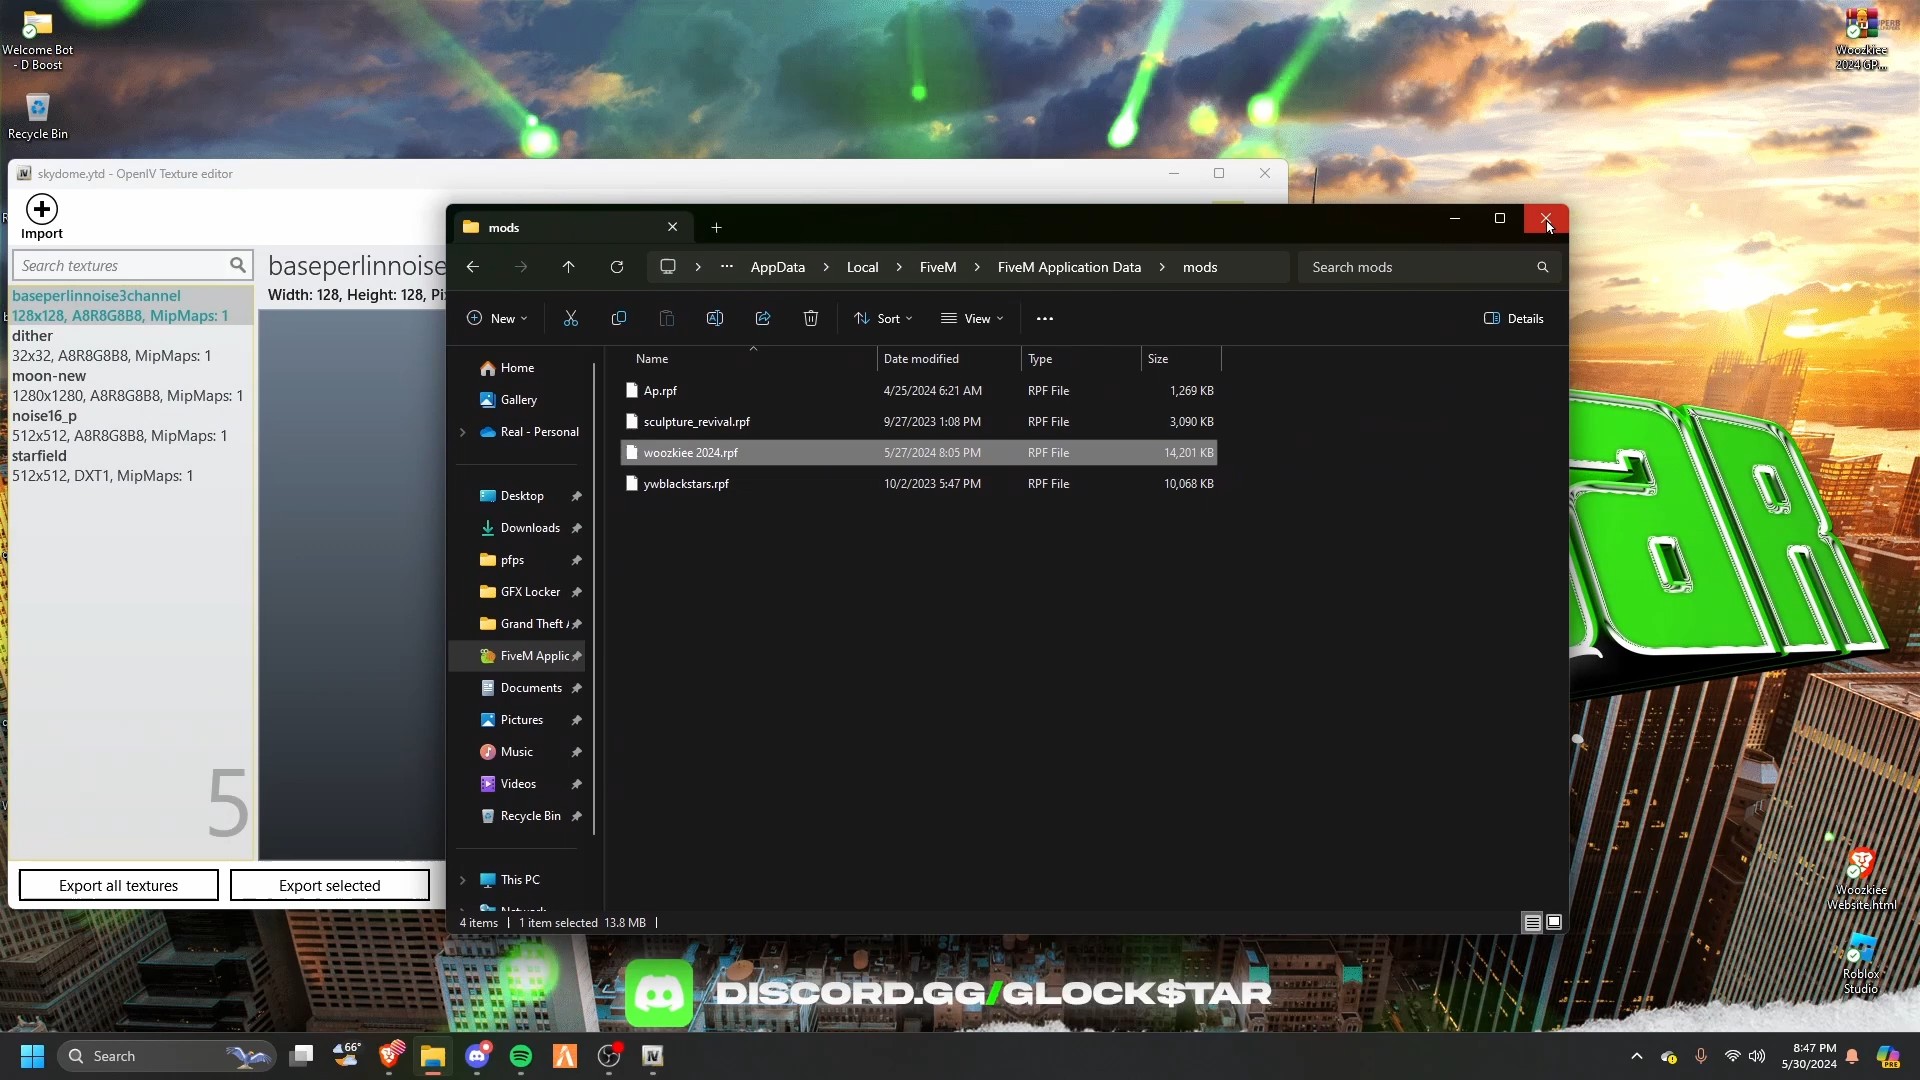 Welcome Bot
- D Boost
Recycle Bin
Woozkiee
2024 GP...
skydome.ytd - OpenIV Texture editor
Import
Search textures
baseperlinnoise3channel
128x128, A8R8G8B8, MipMaps: 1
dither
32x32, A8R8G8B8, MipMaps: 1
moon-new
1280x1280, A8R8G8B8, MipMaps: 1
noise16_p
512x512, A8R8G8B8, MipMaps: 1
starfield
512x512, DXT1, MipMaps: 1
5
Export all textures
Export selected
baseperlinnoise
Width: 128, Height: 128, Pi
mods
AppData > Local > FiveM > FiveM Application Data > mods
Search mods
New
Sort
View
Details
Name Date modified Type Size
Ap.rpf 4/25/2024 6:21 AM RPF File 1,269 KB
sculpture_revival.rpf 9/27/2023 1:08 PM RPF File 3,090 KB
woozkiee 2024.rpf 5/27/2024 8:05 PM RPF File 14,201 KB
ywblackstars.rpf 10/2/2023 5:47 PM RPF File 10,068 KB
Home
Gallery
Real - Personal
Desktop
Downloads
pfps
GFX Locker
Grand Theft
FiveM Applic
Documents
Pictures
Music
Videos
Recycle Bin
This PC
4 items | 1 item selected 13.8 MB |
Woozkiee
Website.html
Roblox
Studio
DISCORD.GG/GLOCK$TAR
Search
66°
8:47 PM
5/30/2024
PRE